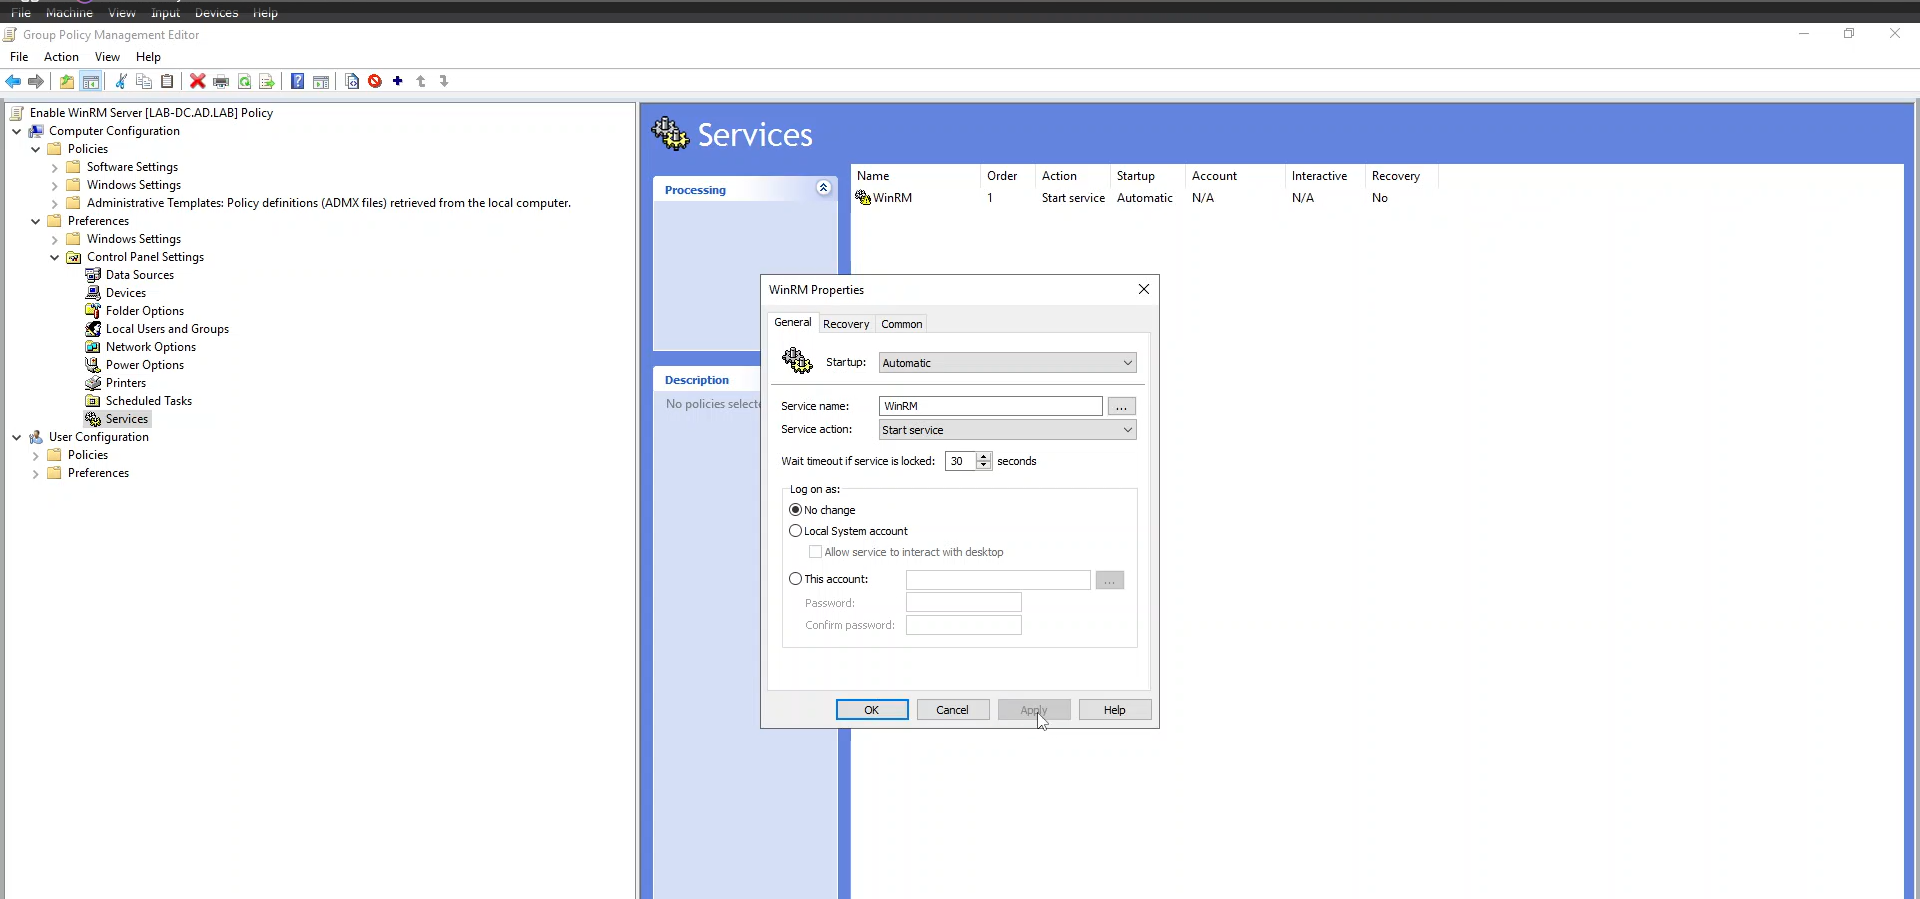 File Machine View Input Devices Help
Group Policy Management Editor
File Action View Help
Enable WinRM Server [LAB-DC.AD.LAB] Policy
Computer Configuration
Policies
Software Settings
Windows Settings
Administrative Templates: Policy definitions (ADMX files) retrieved from the local computer.
Preferences
Windows Settings
Control Panel Settings
Data Sources
Devices
Folder Options
Local Users and Groups
Network Options
Power Options
Printers
Scheduled Tasks
Services
User Configuration
Policies
Preferences
Services
Processing
Description
No policies select
Name Order Action Startup Account Interactive Recovery
WinRM 1 Start service Automatic N/A N/A No
WinRM Properties
General Recovery Common
Startup: Automatic
Service name: WinRM ...
Service action: Start service
Wait timeout if service is locked: 30 seconds
Log on as:
No change
Local System account
Allow service to interact with desktop
This account: ...
Password:
Confirm password:
OK Cancel Apply Help